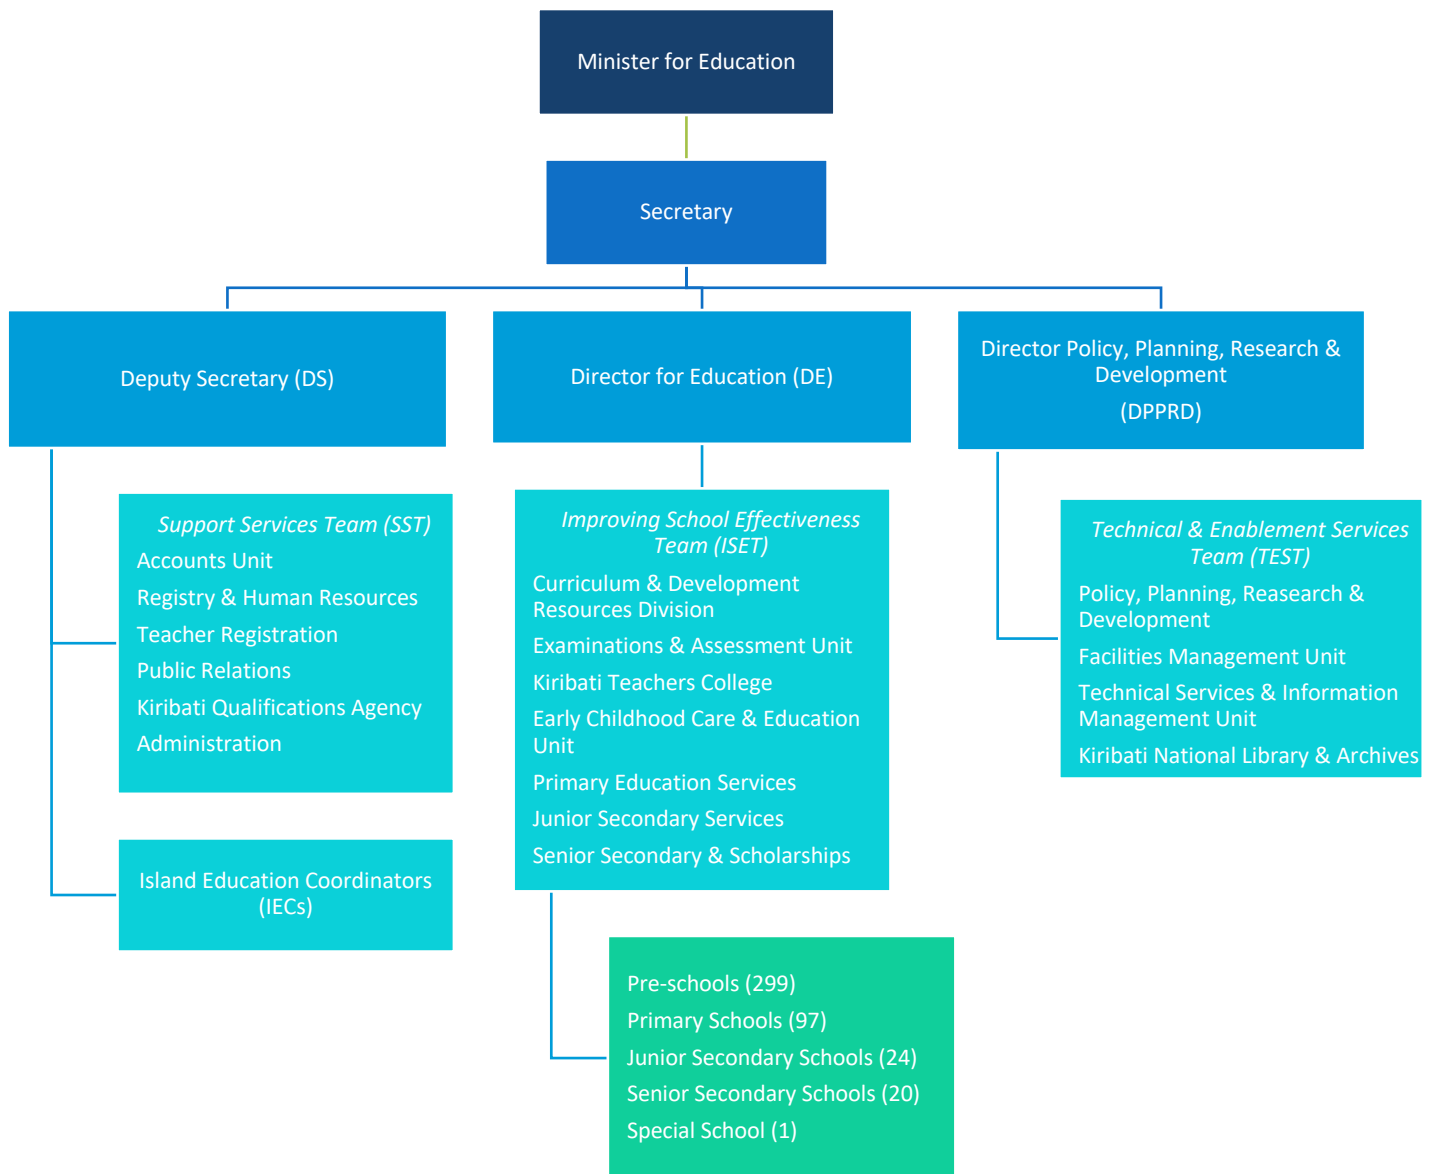 Minister for Education
Secretary
Deputy Secretary (DS)
Director for Education (DE)
Director Policy, Planning, Research &
Development
(DPPRD)
Support Services Team (SST)
Accounts Unit
Registry & Human Resources
Teacher Registration
Public Relations
Kiribati Qualifications Agency
Administration
Island Education Coordinators
(IECs)
Improving School Effectiveness
Team (ISET)
Curriculum & Development
Resources Division
Examinations & Assessment Unit
Kiribati Teachers College
Early Childhood Care & Education
Unit
Primary Education Services
Junior Secondary Services
Senior Secondary & Scholarships
Pre-schools (299)
Primary Schools (97)
Junior Secondary Schools (24)
Senior Secondary Schools (20)
Special School (1)
Technical & Enablement Services
Team (TEST)
Policy, Planning, Reasearch &
Development
Facilities Management Unit
Technical Services & Information
Management Unit
Kiribati National Library & Archives